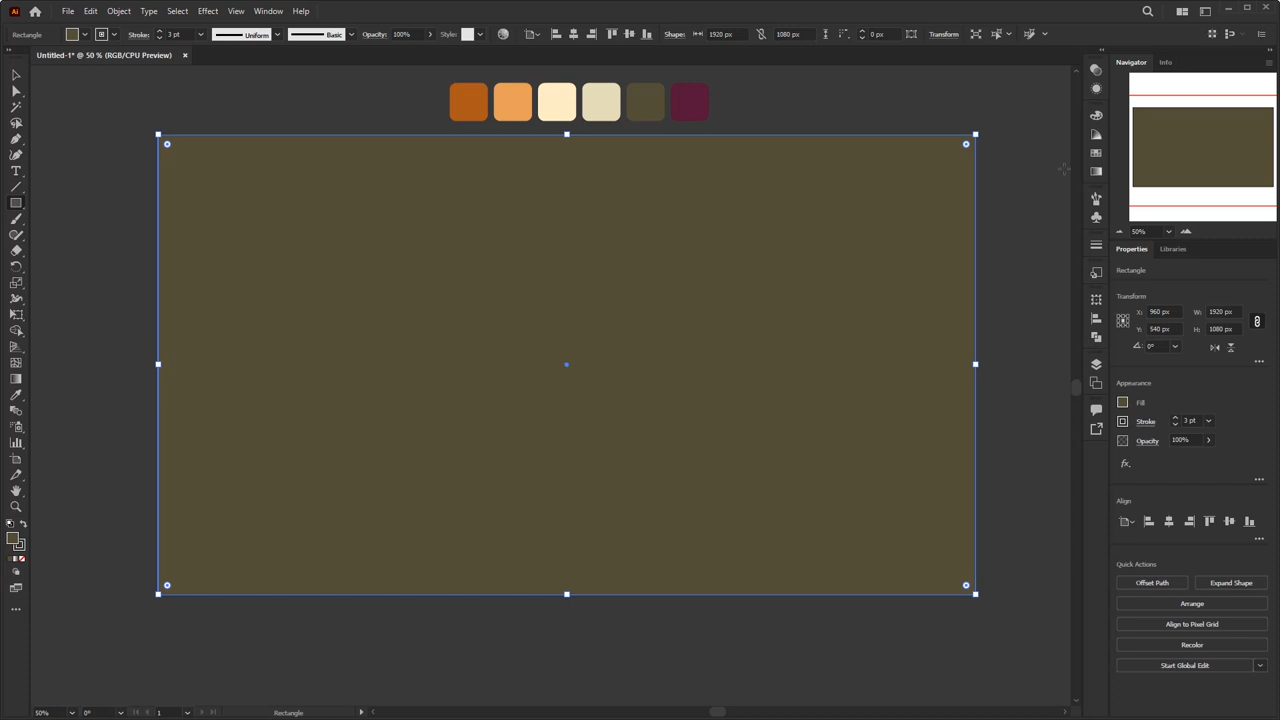 Ai File Edit Object Type Select Effect View Window Help
Rectangle Stroke: 3 pt Uniform Basic Opacity: 100% Style: Shapes: 1920 px 1080 px 0 px Transform
Untitled-1* @ 50 % (RGB/CPU Preview) ×
Navigator Info
50%
Properties Libraries
Rectangle
Transform
X: 960 px W: 1920 px
Y: 540 px H: 1080 px
0°
Appearance
Fill
Stroke 3 pt
Opacity 100%
fx.
Align
Quick Actions
Offset Path Expand Shape
Arrange
Align to Pixel Grid
Recolor
Start Global Edit
50% 0° 1 Rectangle